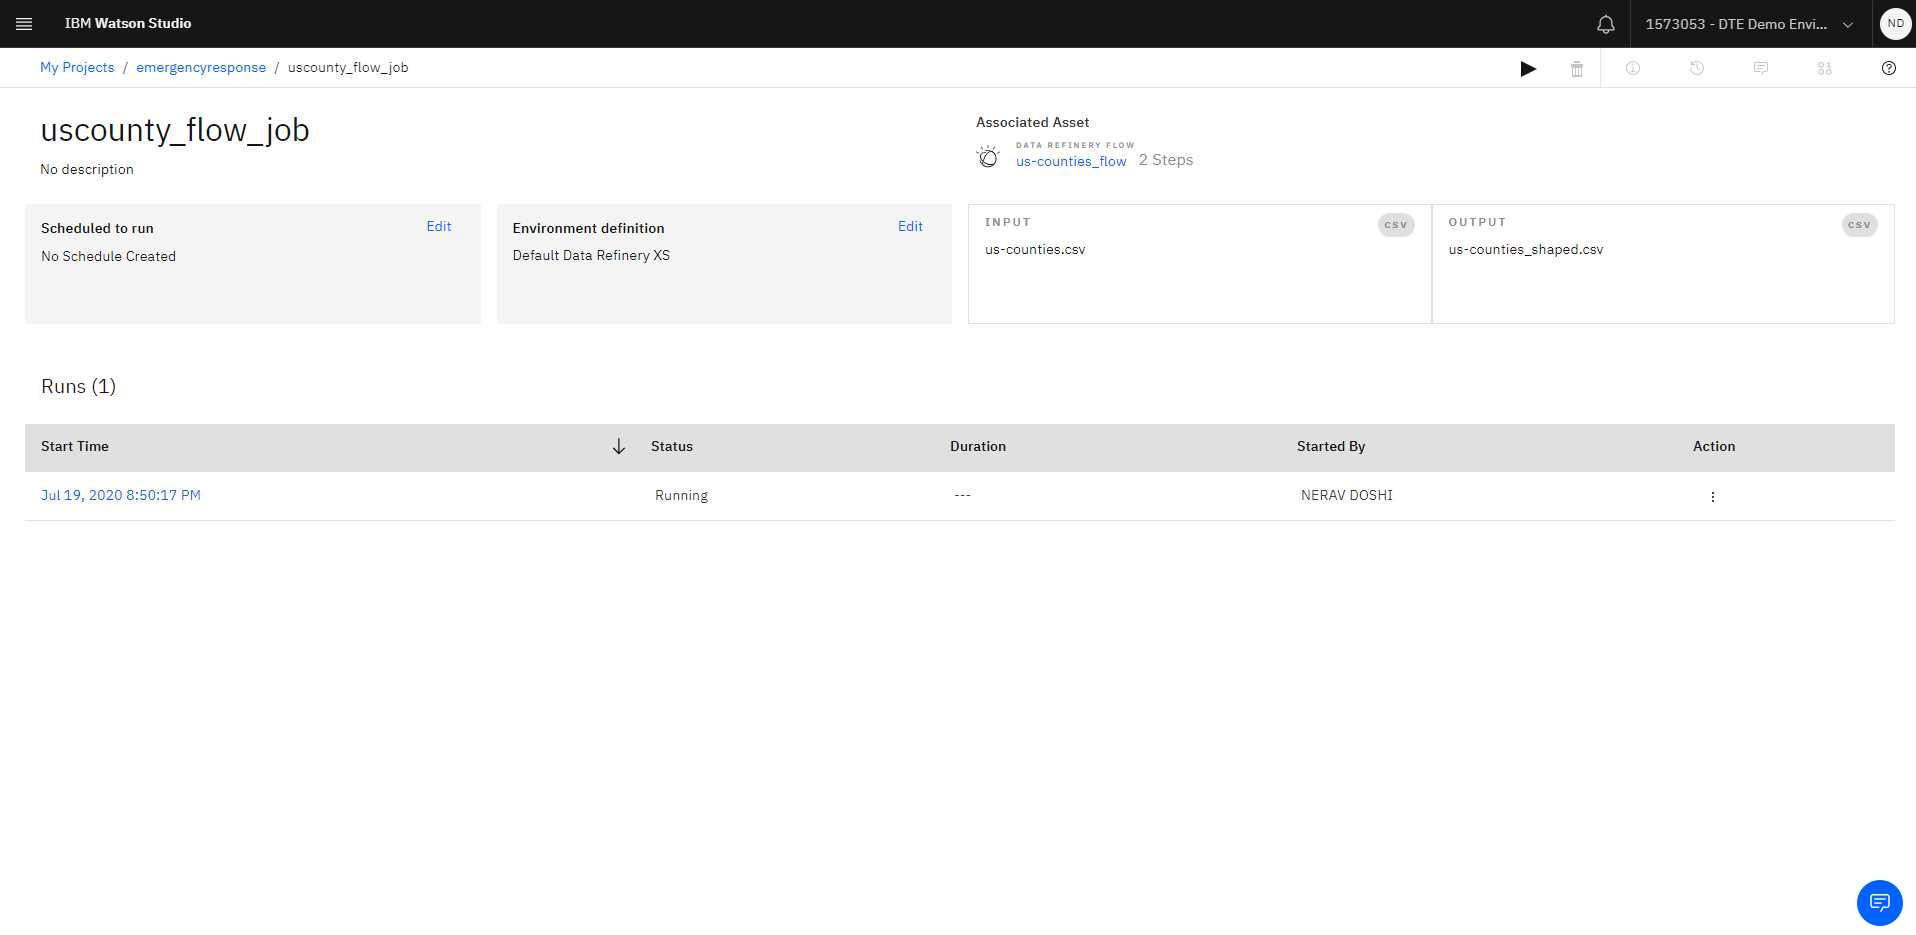 IBM Watson Studio
1573053 - DTE Demo Envi...
ND
My Projects / emergencyresponse / uscounty_flow_job
uscounty_flow_job
No description
Associated Asset
DATA REFINERY FLOW
us-counties_flow 2 Steps
Scheduled to run
Edit
No Schedule Created
Environment definition
Edit
Default Data Refinery XS
INPUT
CSV
us-counties.csv
OUTPUT
CSV
us-counties_shaped.csv
Runs (1)
Start Time Status Duration Started By Action
Jul 19, 2020 8:50:17 PM Running --- NERAV DOSHI